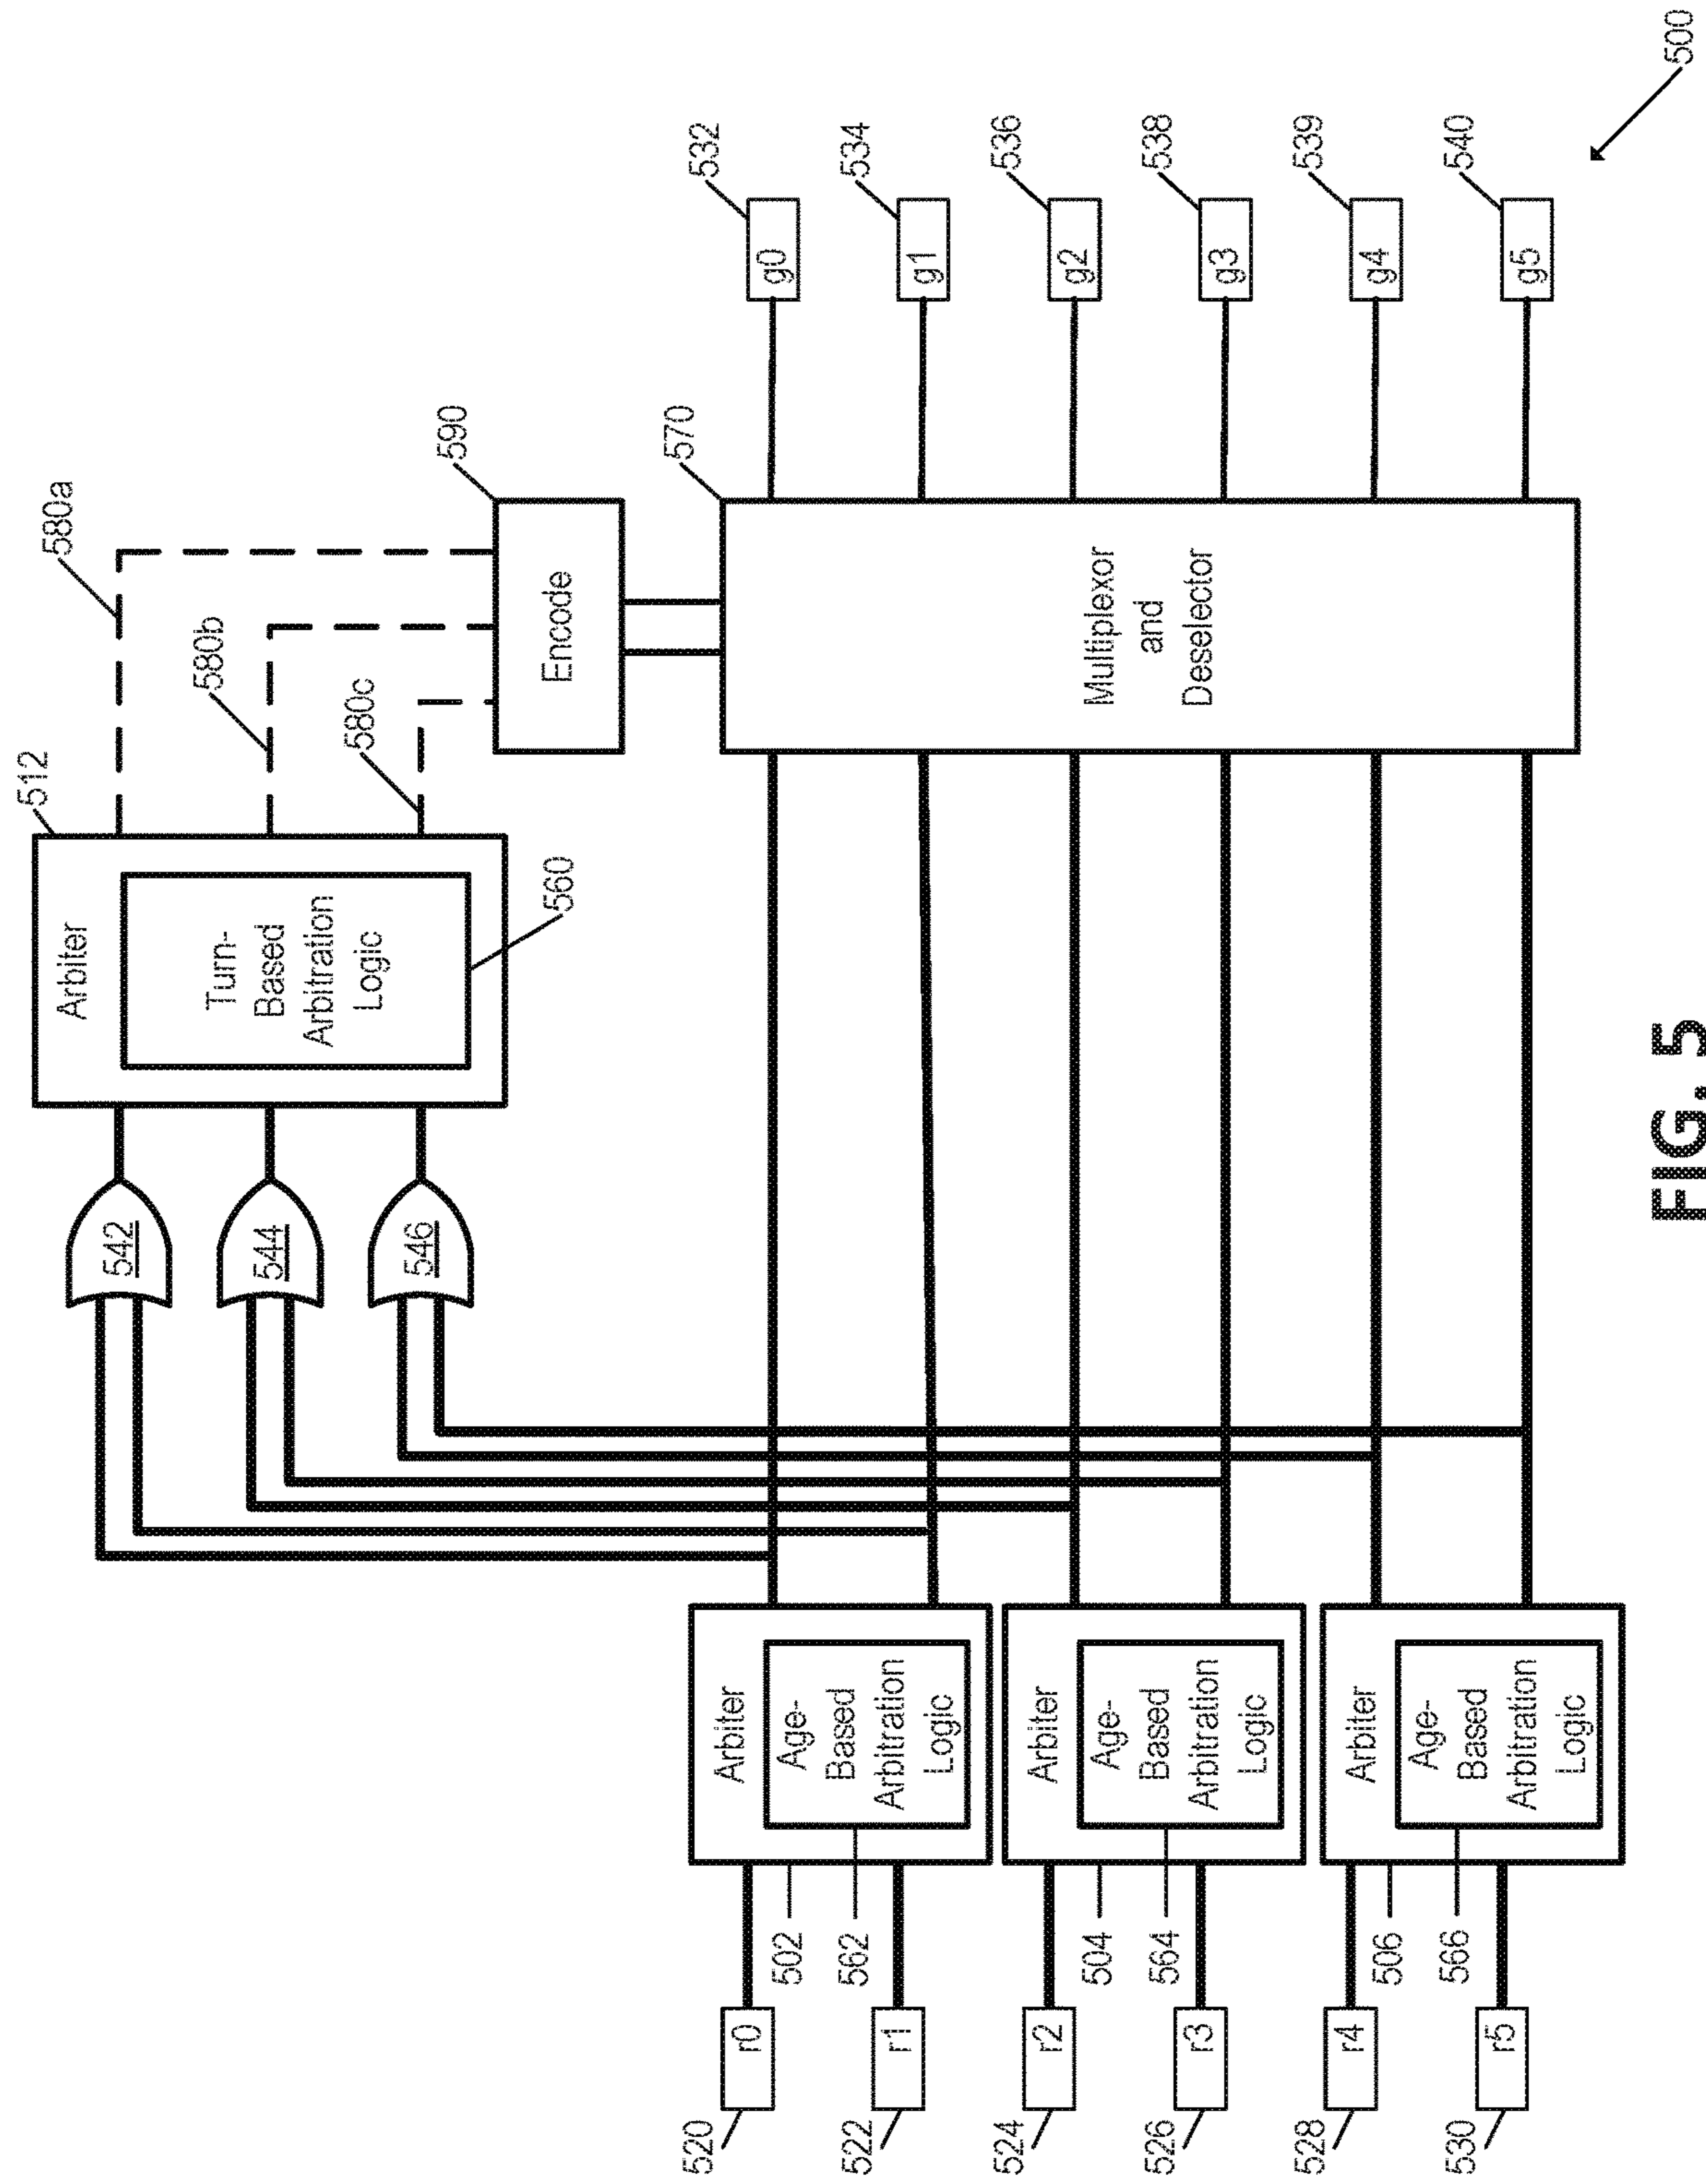 512
Arbiter
Turn-
Based
Arbitration
Logic
560
542
544
546
580a
580b
580c
590
Encode
570
Multiplexor
and
Deselector
520
r0
522
r1
524
r2
526
r3
528
r4
530
r5
502
562
504
564
506
566
Arbiter
Age-
Based
Arbitration
Logic
Arbiter
Age-
Based
Arbitration
Logic
Arbiter
Age-
Based
Arbitration
Logic
g0
532
g1
534
g2
536
g3
538
g4
539
g5
540
500
FIG. 5